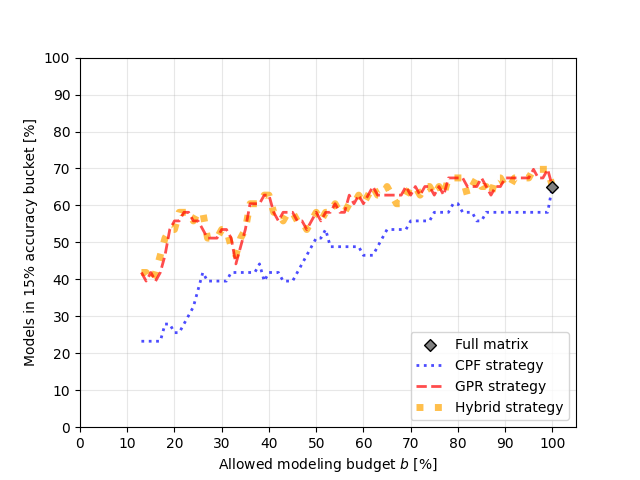 100
90
80
70
60
50
40
30
20
10
0
Models in 15% accuracy bucket [%]
Full matrix
CPF strategy
GPR strategy
Hybrid strategy
0 10 20 30 40 50 60 70 80 90 100
Allowed modeling budget b [%]